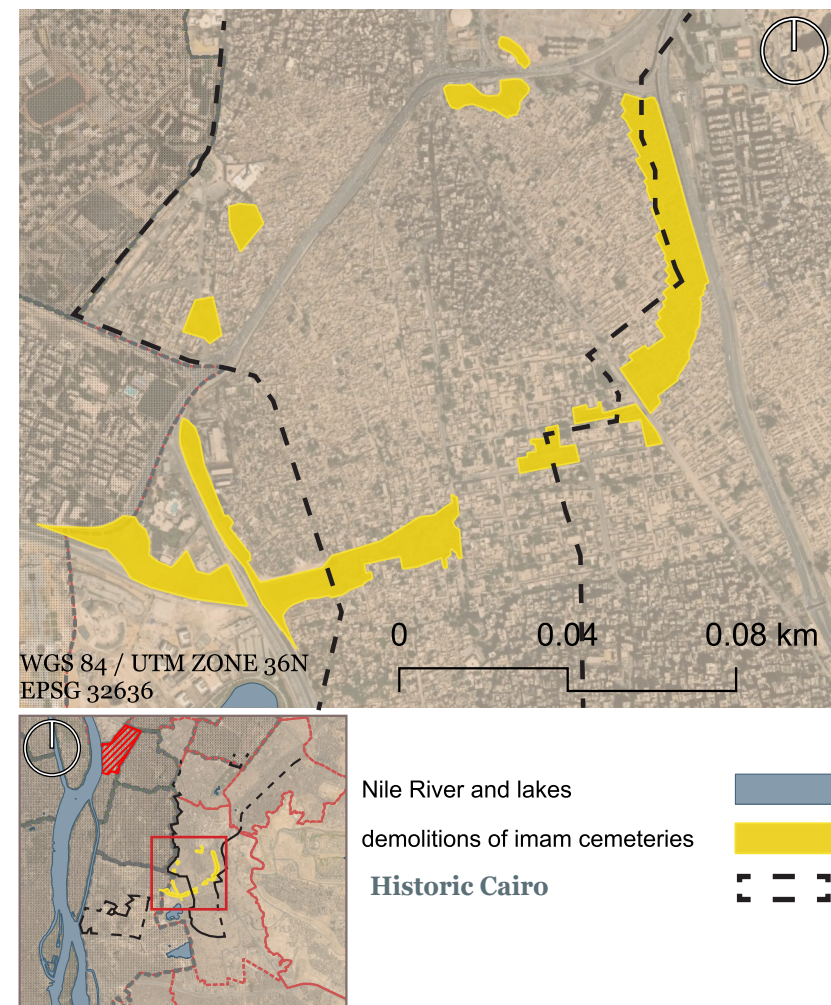 0 0.04 0.08 km
WGS 84 / UTM ZONE 36N
EPSG 32636
Nile River and lakes
demolitions of imam cemeteries
Historic Cairo